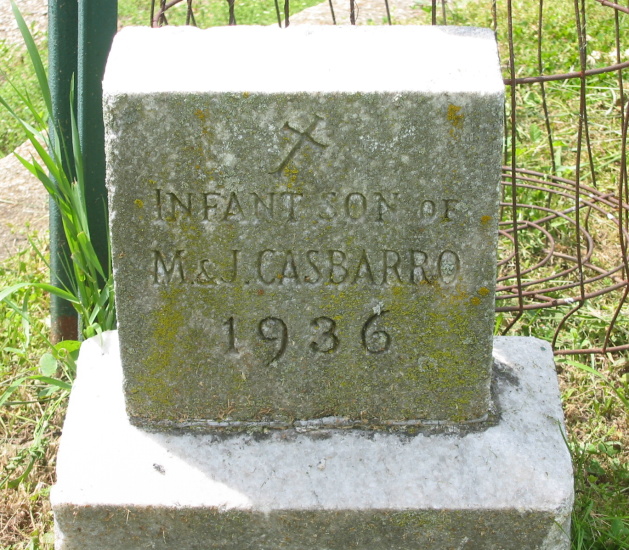 INFANT SON OF
M. & J. CASBARRO
1936